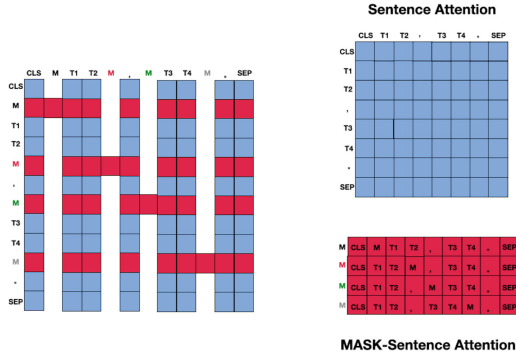 Sentence Attention
CLS T1 T2 , T3 T4 . SEP
CLS
T1
T2
,
T3
T4
.
SEP
CLS M T1 T2 M , M T3 T4 M . SEP
CLS
M
T1
T2
M
,
M
T3
T4
M
.
SEP
M CLS M T1 T2 , T3 T4 . SEP
M CLS T1 T2 M , T3 T4 . SEP
M CLS T1 T2 , M T3 T4 . SEP
M CLS T1 T2 , T3 T4 M . SEP
MASK-Sentence Attention